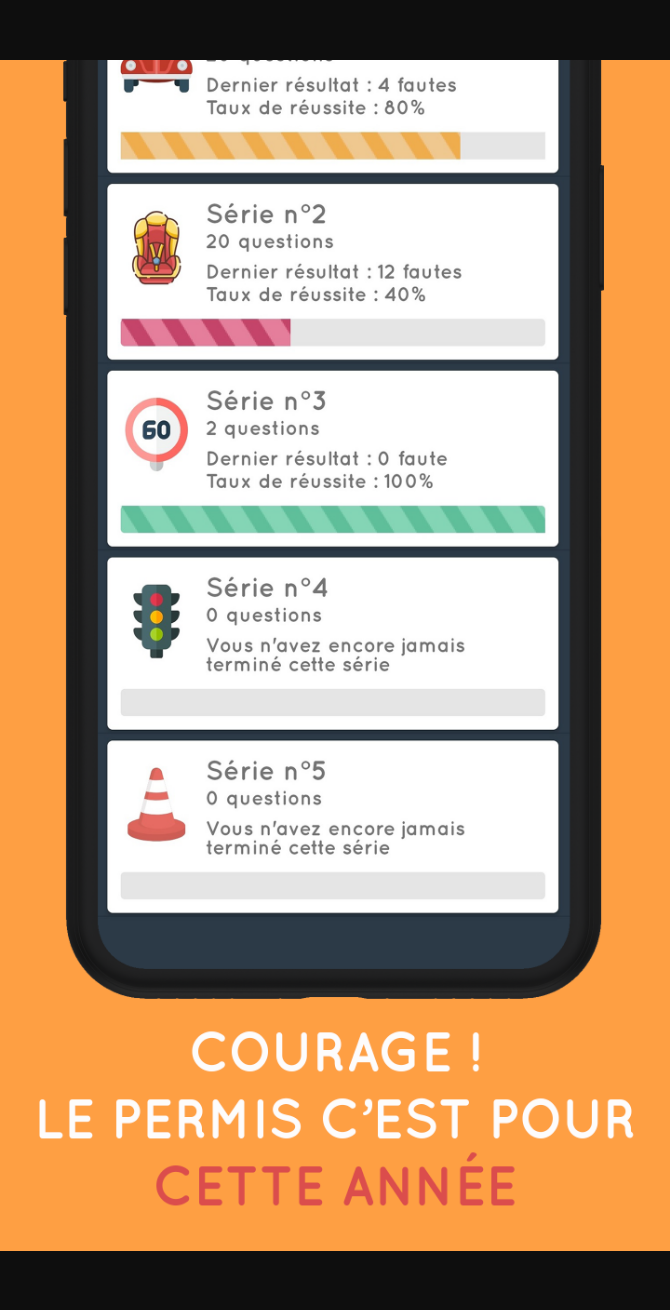 20 questions
Dernier résultat : 4 fautes
Taux de réussite : 80%
Série n°2
20 questions
Dernier résultat : 12 fautes
Taux de réussite : 40%
60
Série n°3
2 questions
Dernier résultat : 0 faute
Taux de réussite : 100%
Série n°4
0 questions
Vous n'avez encore jamais
terminé cette série
Série n°5
0 questions
Vous n'avez encore jamais
terminé cette série
COURAGE !
LE PERMIS C'EST POUR
CETTE ANNÉE